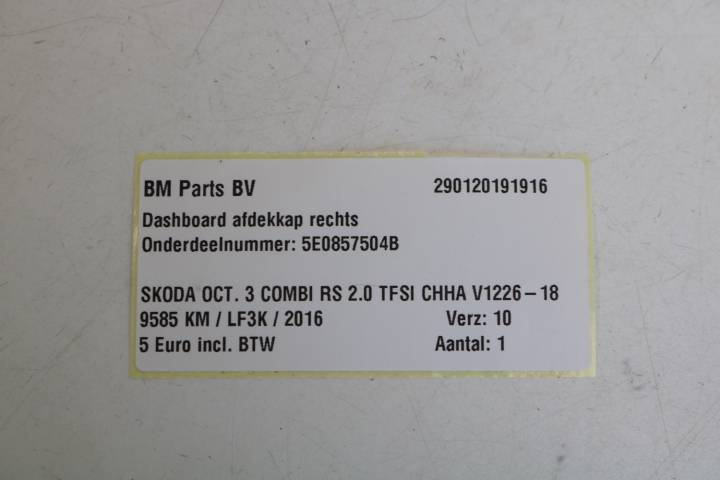 BM Parts BV 290120191916
Dashboard afdekkap rechts
Onderdeelnummer: 5E0857504B
SKODA OCT. 3 COMBI RS 2.0 TFSI CHHA V1226-18
9585 KM / LF3K / 2016 Verz: 10
5 Euro incl. BTW Aantal: 1